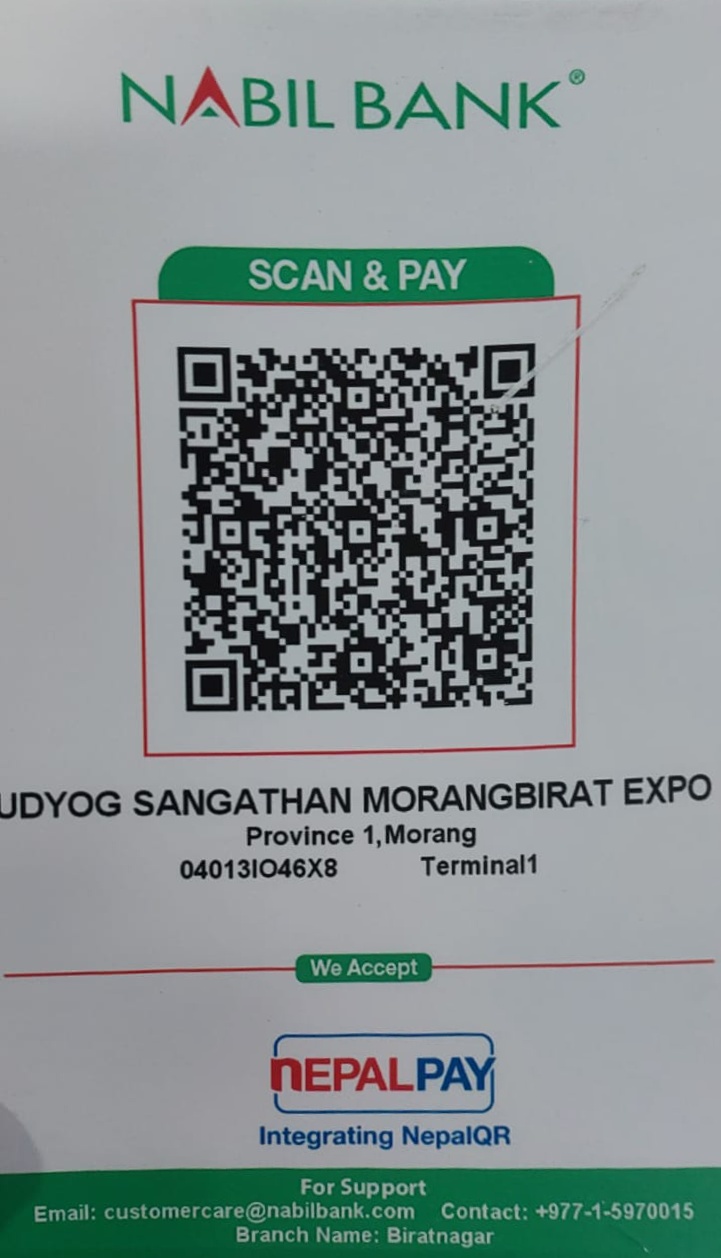 NABIL BANK®
SCAN & PAY
UDYOG SANGATHAN MORANGBIRAT EXPO
Province 1,Morang
04013IO46X8 Terminal1
We Accept
nEPALPAY
Integrating NepalQR
For Support
Email: customercare@nabilbank.com Contact: +977-1-5970015
Branch Name: Biratnagar